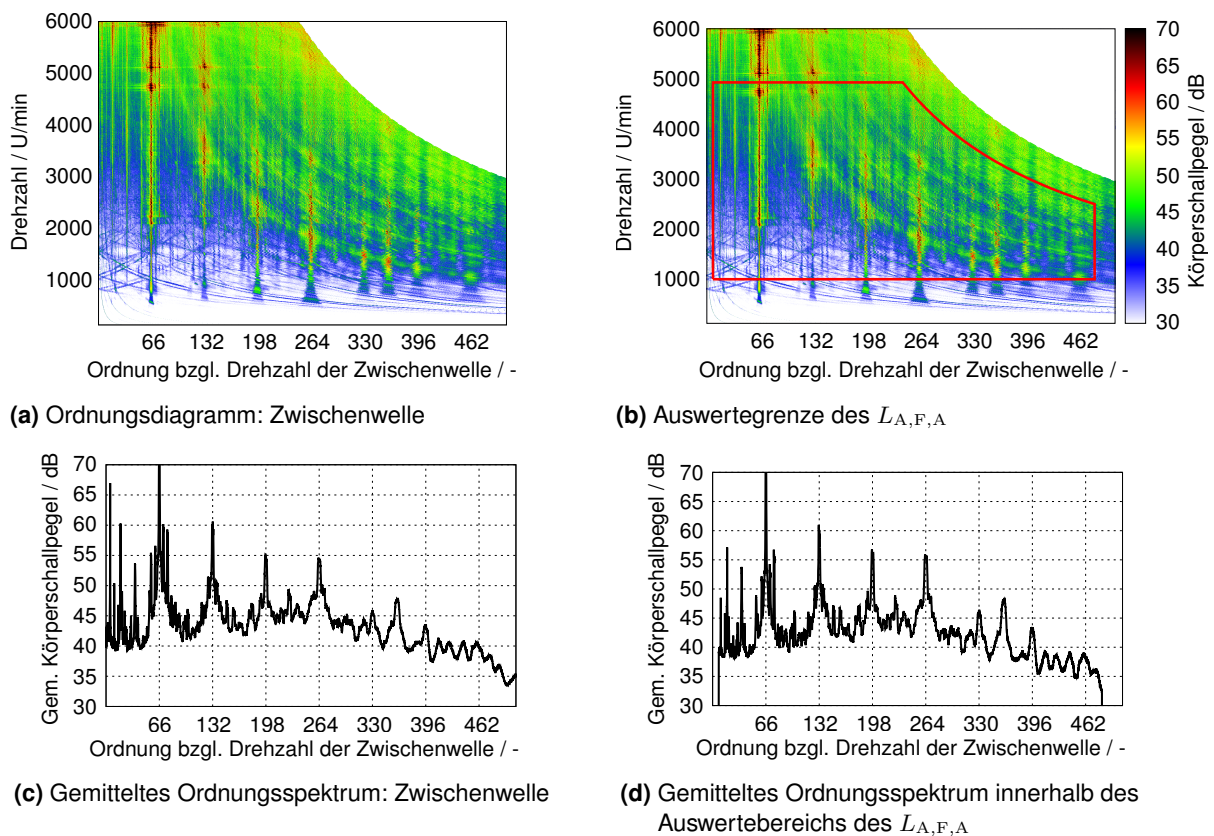 6000
5000
4000
3000
2000
1000
Drehzahl / U/min
66 132 198 264 330 396 462
Ordnung bzgl. Drehzahl der Zwischenwelle / -
(a) Ordnungsdiagramm: Zwischenwelle
6000
5000
4000
3000
2000
1000
Drehzahl / U/min
66 132 198 264 330 396 462
Ordnung bzgl. Drehzahl der Zwischenwelle / -
70
65
60
55
50
45
40
35
30
Körperschallpegel / dB
(b) Auswertegrenze des L_A,F,A
70
65
60
55
50
45
40
35
30
Gem. Körperschallpegel / dB
66 132 198 264 330 396 462
Ordnung bzgl. Drehzahl der Zwischenwelle / -
(c) Gemitteltes Ordnungsspektrum: Zwischenwelle
70
65
60
55
50
45
40
35
30
Gem. Körperschallpegel / dB
66 132 198 264 330 396 462
Ordnung bzgl. Drehzahl der Zwischenwelle / -
(d) Gemitteltes Ordnungsspektrum innerhalb des
Auswertebereichs des L_A,F,A